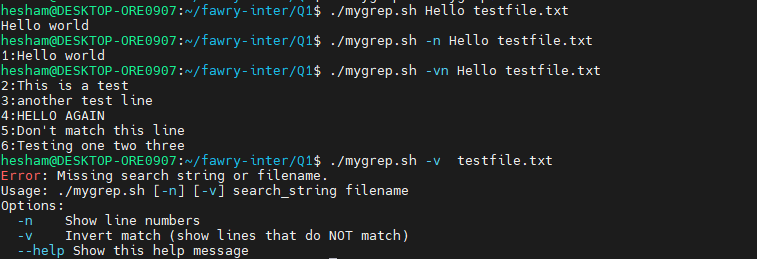 hesham@DESKTOP-ORE0907:~/fawry-inter/Q1$ ./mygrep.sh Hello testfile.txt
Hello world
hesham@DESKTOP-ORE0907:~/fawry-inter/Q1$ ./mygrep.sh -n Hello testfile.txt
1:Hello world
hesham@DESKTOP-ORE0907:~/fawry-inter/Q1$ ./mygrep.sh -vn Hello testfile.txt
2:This is a test
3:another test line
4:HELLO AGAIN
5:Don't match this line
6:Testing one two three
hesham@DESKTOP-ORE0907:~/fawry-inter/Q1$ ./mygrep.sh -v  testfile.txt
Error: Missing search string or filename.
Usage: ./mygrep.sh [-n] [-v] search_string filename
Options:
  -n    Show line numbers
  -v    Invert match (show lines that do NOT match)
  --help Show this help message